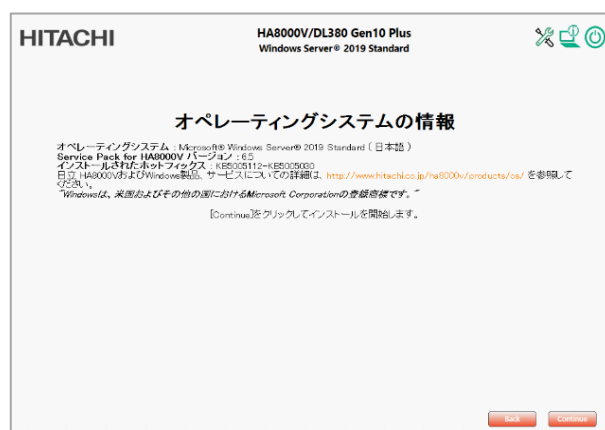 HITACHI
HA8000V/DL380 Gen10 Plus
Windows Server® 2019 Standard
オペレーティングシステムの情報
オペレーティングシステム : Microsoft® Windows Server® 2019 Standard ( 日本語 )
Service Pack for HA8000V バージョン : 6.5
インストールされたホットフィックス : KB5005112-KB5005030
日立 HA8000VおよびWindows製品、サービスについての詳細は、http://www.hitachi.co.jp/ha8000v/products/os/ を参照して
ください。
"Windowsは、米国およびその他の国におけるMicrosoft Corporationの登録商標です。"
[Continue]をクリックしてインストールを開始します。
Back
Continue